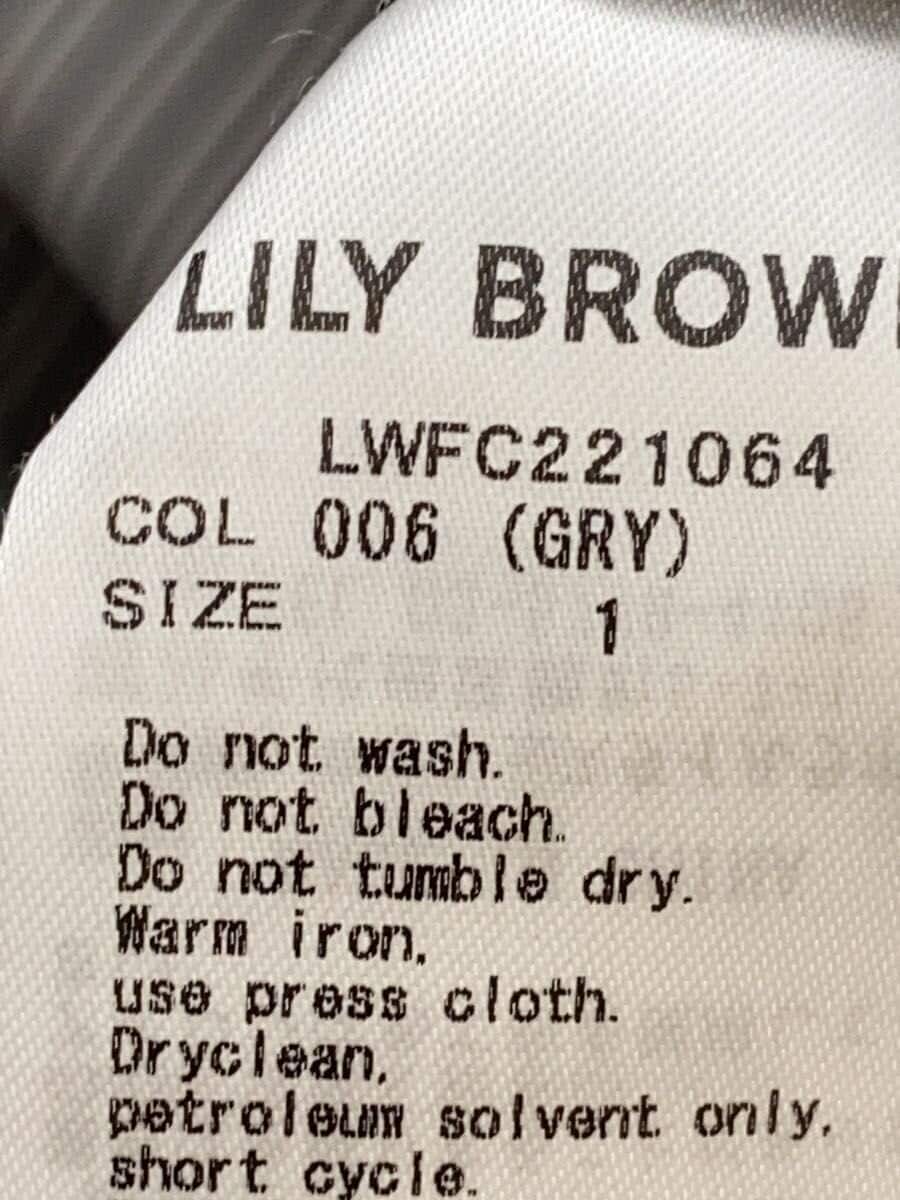 LILY BROWN
LWFC221064
COL 006 (GRY)
SIZE 1
Do not wash.
Do not bleach.
Do not tumble dry.
Warm iron,
use press cloth.
Dryclean,
petroleum solvent only,
short cycle.